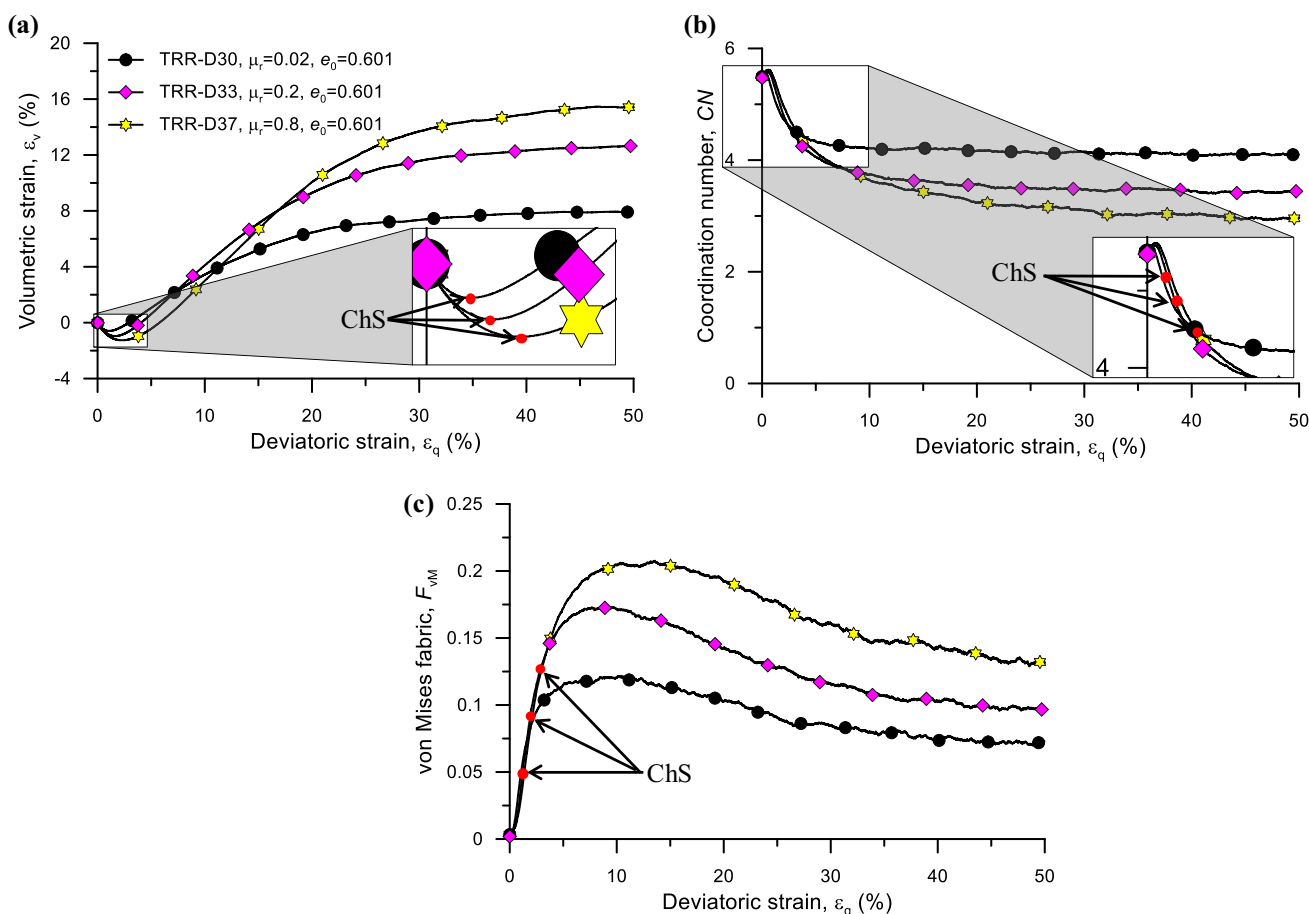 (a)
20
16
12
8
4
0
-4
Volumetric strain, εv (%)
TRR-D30, μr=0.02, e0=0.601
TRR-D33, μr=0.2, e0=0.601
TRR-D37, μr=0.8, e0=0.601
ChS
0 10 20 30 40 50
Deviatoric strain, εq (%)
(b)
6
4
2
0
Coordination number, CN
ChS
4
0 10 20 30 40 50
Deviatoric strain, εq (%)
(c)
0.25
0.2
0.15
0.1
0.05
0
von Mises fabric, FvM
ChS
0 10 20 30 40 50
Deviatoric strain, εq (%)